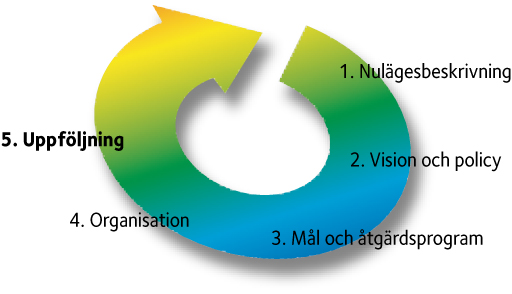 1. Nulägesbeskrivning
2. Vision och policy
3. Mål och åtgärdsprogram
4. Organisation
5. Uppföljning